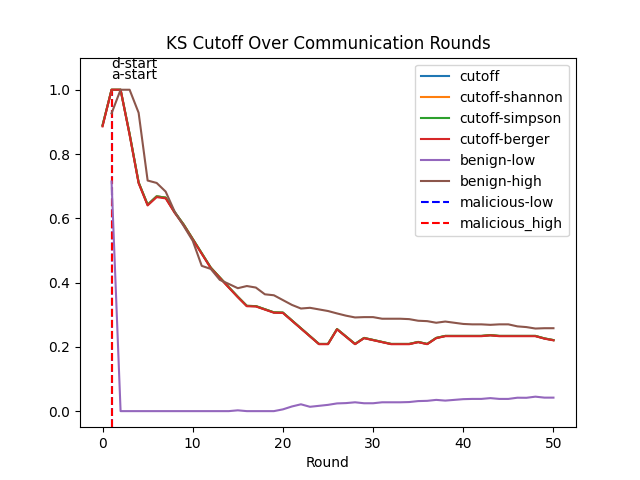 KS Cutoff Over Communication Rounds
d-start
a-start
cutoff
cutoff-shannon
cutoff-simpson
cutoff-berger
benign-low
benign-high
malicious-low
malicious_high
1.0
0.8
0.6
0.4
0.2
0.0
0 10 20 30 40 50
Round